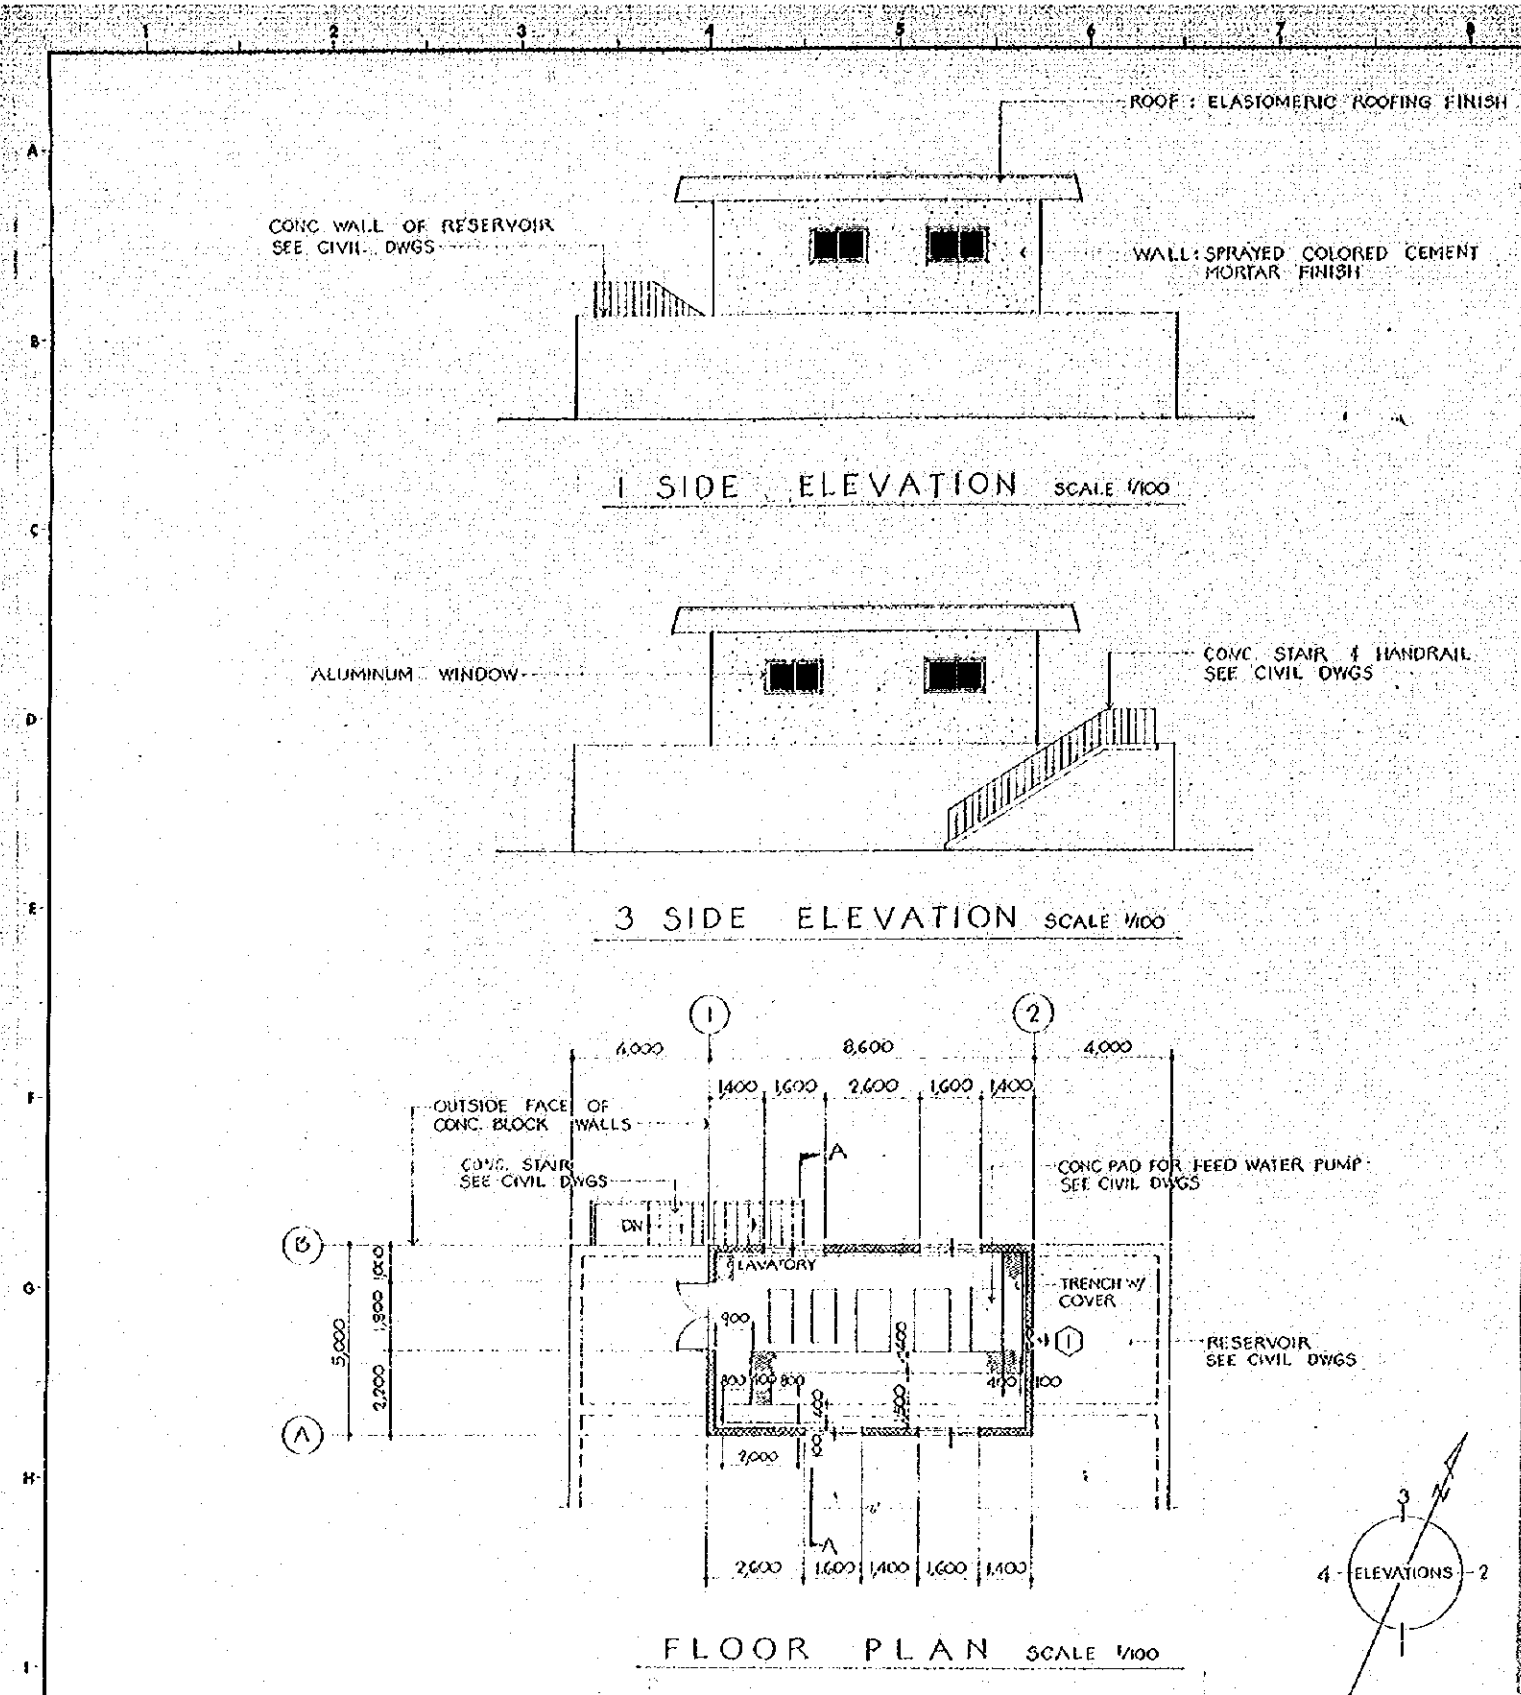 1 2 3 4 5 6 7 8
ROOF : ELASTOMERIC ROOFING FINISH
A
CONC WALL OF RESERVOIR
SEE CIVIL DWGS
WALL : SPRAYED COLORED CEMENT
MORTAR FINISH
B
1 SIDE ELEVATION SCALE 1/100
C
ALUMINUM WINDOW
CONC STAIR & HANDRAIL
SEE CIVIL DWGS
D
E
3 SIDE ELEVATION SCALE 1/100
1 2
4,000 8,600 4,000
1,400 1,600 2,600 1,600 1,400
F
OUTSIDE FACE OF
CONC. BLOCK WALLS
A
CONC. STAIR
SEE CIVIL DWGS
CONC PAD FOR FEED WATER PUMP
SEE CIVIL DWGS
DN
B
LAVATORY
G
TRENCH W/
COVER
1,000
1,800
2,200
5,000
900
1
RESERVOIR
SEE CIVIL DWGS
800 400 800
400 100
A
2,000
H
A
2,600 1,600 1,400 1,600 1,400
3
N
4 ELEVATIONS 2
1
FLOOR PLAN SCALE 1/100
I